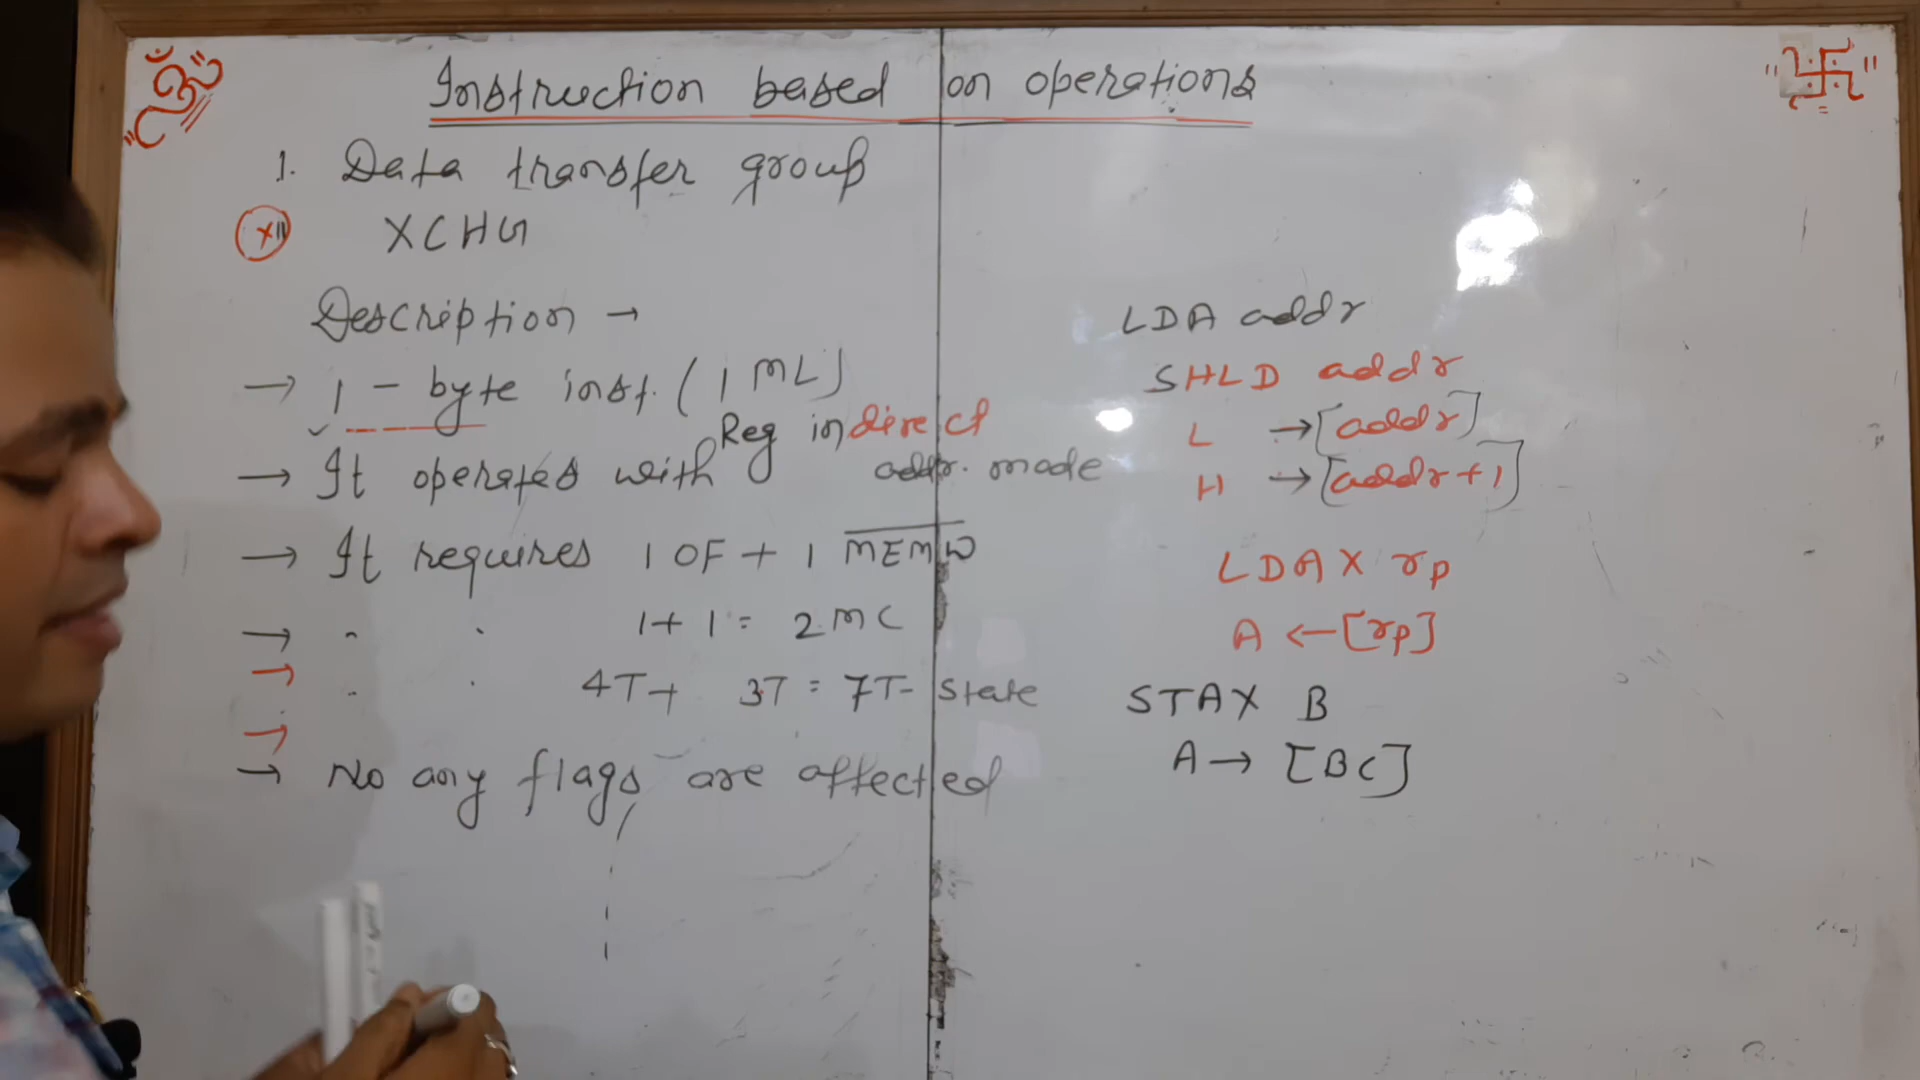 ॐ
Instruction based on operations
1. Data transfer group
XII XCHG
Description →
→ 1 - byte inst. (1 ML)
→ It operates with Reg indirect addr. mode
→ It requires 1 OF + 1 MEMW
→ " " 1 + 1 = 2 MC
→ " " 4T + 3T = 7T- state
→
→ No any flags are affected
LDA addr
SHLD addr
L → [addr]
H → [addr + 1]
LDAX rp
A ← [rp]
STAX B
A → [BC]